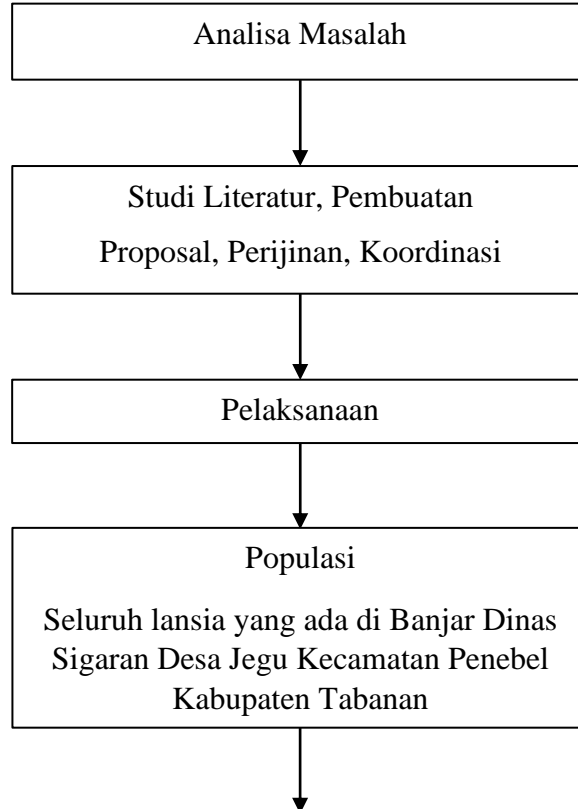 Analisa Masalah
Studi Literatur, Pembuatan
Proposal, Perijinan, Koordinasi
Pelaksanaan
Populasi
Seluruh lansia yang ada di Banjar Dinas
Sigaran Desa Jegu Kecamatan Penebel
Kabupaten Tabanan